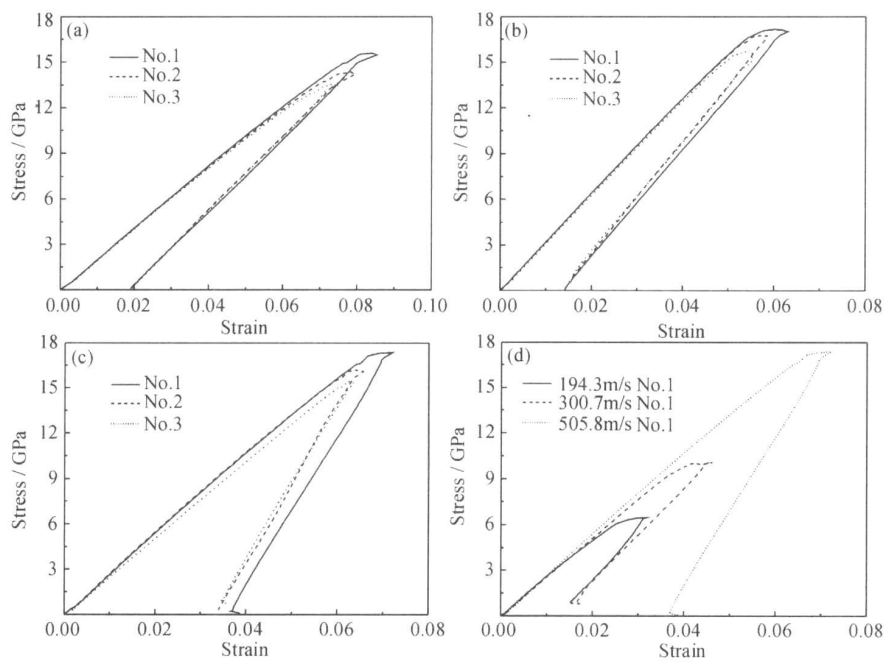 (a)
No.1
No.2
No.3
Stress / GPa
18
15
12
9
6
3
0.00 0.02 0.04 0.06 0.08 0.10
Strain
(b)
No.1
No.2
No.3
Stress / GPa
18
15
12
9
6
3
0.00 0.02 0.04 0.06 0.08
Strain
(c)
No.1
No.2
No.3
Stress / GPa
18
15
12
9
6
3
0.00 0.02 0.04 0.06 0.08
Strain
(d)
194.3m/s No.1
300.7m/s No.1
505.8m/s No.1
Stress / GPa
18
15
12
9
6
3
0.00 0.02 0.04 0.06 0.08
Strain